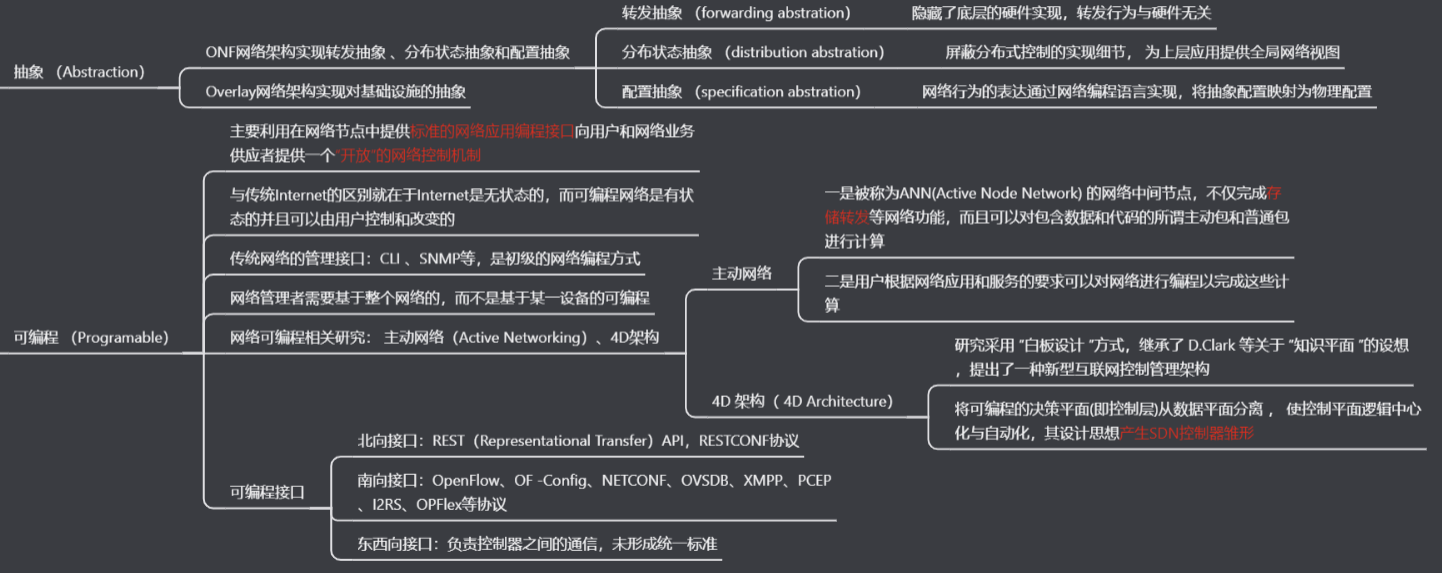 抽象 （Abstraction）
ONF网络架构实现转发抽象 、分布状态抽象和配置抽象
转发抽象 （forwarding abstration）
隐藏了底层的硬件实现，转发行为与硬件无关
分布状态抽象 （distribution abstration）
屏蔽分布式控制的实现细节， 为上层应用提供全局网络视图
配置抽象 （specification abstration）
网络行为的表达通过网络编程语言实现，将抽象配置映射为物理配置
Overlay网络架构实现对基础设施的抽象
可编程 （Programable）
主要利用在网络节点中提供标准的网络应用编程接口向用户和网络业务
供应者提供一个“开放”的网络控制机制
与传统Internet的区别就在于Internet是无状态的，而可编程网络是有状
态的并且可以由用户控制和改变的
传统网络的管理接口：CLI 、SNMP等，是初级的网络编程方式
网络管理者需要基于整个网络的，而不是基于某一设备的可编程
网络可编程相关研究： 主动网络（Active Networking）、4D架构
主动网络
一是被称为ANN(Active Node Network) 的网络中间节点，不仅完成存
储转发等网络功能，而且可以对包含数据和代码的所谓主动包和普通包
进行计算
二是用户根据网络应用和服务的要求可以对网络进行编程以完成这些计
算
4D 架构（ 4D Architecture）
研究采用 “白板设计 ”方式，继承了 D.Clark 等关于 “知识平面 ”的设想
，提出了一种新型互联网控制管理架构
将可编程的决策平面(即控制层)从数据平面分离 ， 使控制平面逻辑中心
化与自动化，其设计思想产生SDN控制器雏形
可编程接口
北向接口：REST（Representational Transfer）API，RESTCONF协议
南向接口：OpenFlow、OF -Config、NETCONF、OVSDB、XMPP、PCEP
、I2RS、OPFlex等协议
东西向接口：负责控制器之间的通信，未形成统一标准